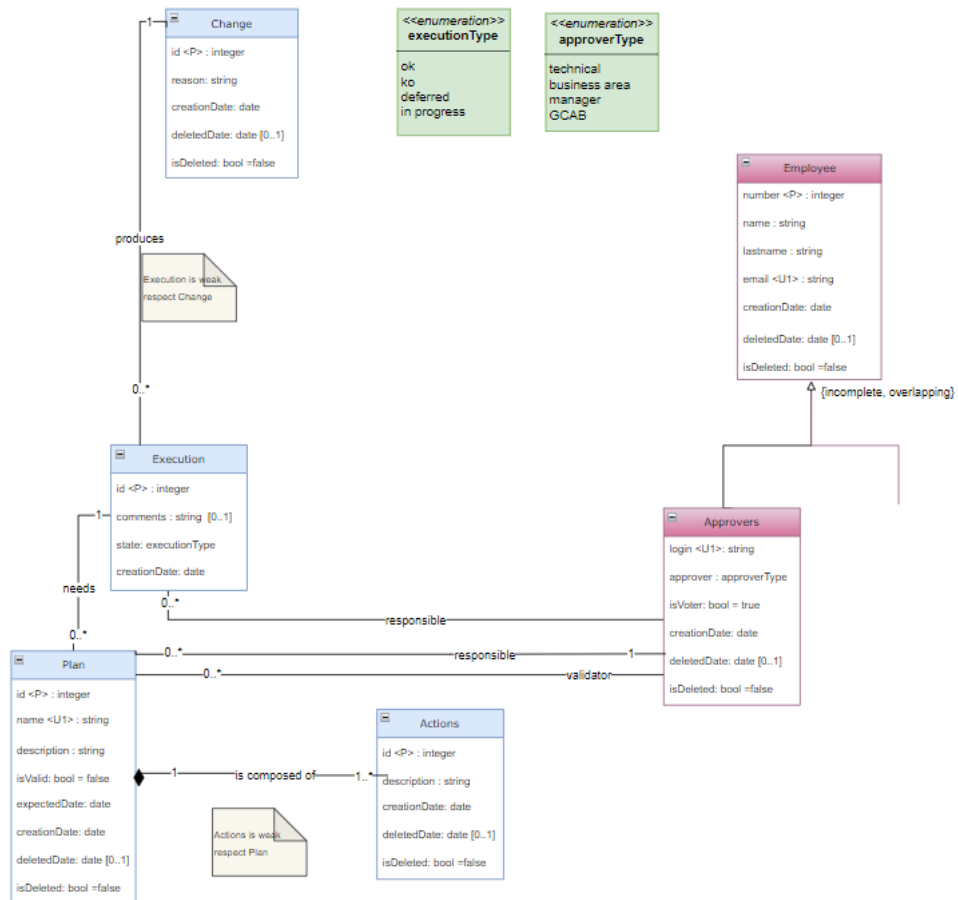 1
Change
id <P> : integer
reason: string
creationDate: date
deletedDate: date [0..1]
isDeleted: bool =false
<<enumeration>>
executionType
ok
ko
deferred
in progress
<<enumeration>>
approverType
technical
business area
manager
GCAB
Employee
number <P> : integer
name : string
lastname : string
email <U1> : string
creationDate: date
deletedDate: date [0..1]
isDeleted: bool =false
{incomplete, overlapping}
produces
Execution is weak
respect Change
0..*
Execution
id <P> : integer
comments : string [0..1]
state: executionType
creationDate: date
1
needs
0..*
0..*
responsible
Approvers
login <U1>: string
approver : approverType
isVoter: bool = true
creationDate: date
deletedDate: date [0..1]
isDeleted: bool =false
0..*
responsible
1
0..*
validator
Plan
id <P> : integer
name <U1> : string
description : string
isValid: bool = false
expectedDate: date
creationDate: date
deletedDate: date [0..1]
isDeleted: bool =false
1
is composed of
1..*
Actions
id <P> : integer
description : string
creationDate: date
deletedDate: date [0..1]
isDeleted: bool =false
Actions is weak
respect Plan